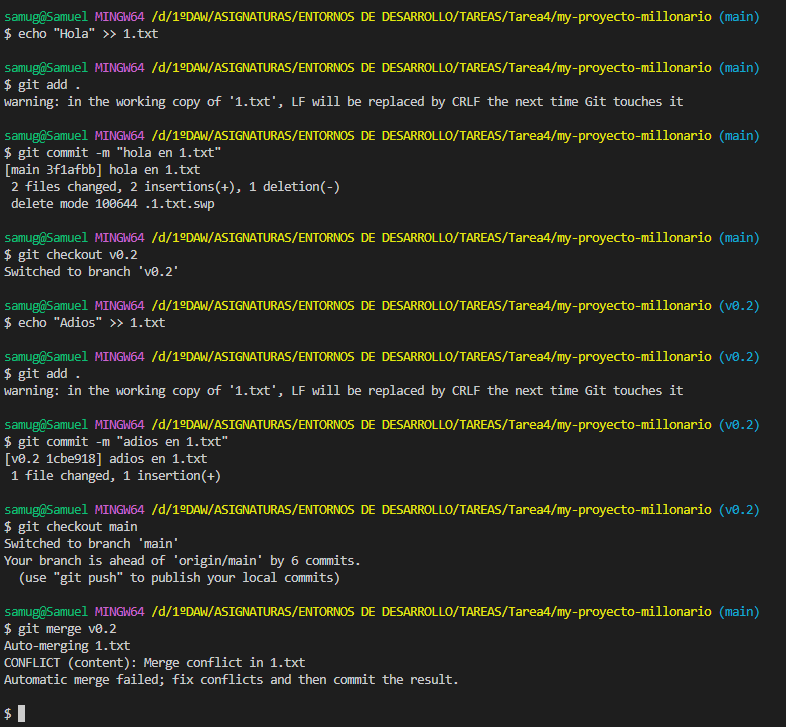 samug@Samuel MINGW64 /d/1ºDAW/ASIGNATURAS/ENTORNOS DE DESARROLLO/TAREAS/Tarea4/my-proyecto-millonario (main)
$ echo "Hola" >> 1.txt
samug@Samuel MINGW64 /d/1ºDAW/ASIGNATURAS/ENTORNOS DE DESARROLLO/TAREAS/Tarea4/my-proyecto-millonario (main)
$ git add .
warning: in the working copy of '1.txt', LF will be replaced by CRLF the next time Git touches it
samug@Samuel MINGW64 /d/1ºDAW/ASIGNATURAS/ENTORNOS DE DESARROLLO/TAREAS/Tarea4/my-proyecto-millonario (main)
$ git commit -m "hola en 1.txt"
[main 3f1afbb] hola en 1.txt
 2 files changed, 2 insertions(+), 1 deletion(-)
 delete mode 100644 .1.txt.swp
samug@Samuel MINGW64 /d/1ºDAW/ASIGNATURAS/ENTORNOS DE DESARROLLO/TAREAS/Tarea4/my-proyecto-millonario (main)
$ git checkout v0.2
Switched to branch 'v0.2'
samug@Samuel MINGW64 /d/1ºDAW/ASIGNATURAS/ENTORNOS DE DESARROLLO/TAREAS/Tarea4/my-proyecto-millonario (v0.2)
$ echo "Adios" >> 1.txt
samug@Samuel MINGW64 /d/1ºDAW/ASIGNATURAS/ENTORNOS DE DESARROLLO/TAREAS/Tarea4/my-proyecto-millonario (v0.2)
$ git add .
warning: in the working copy of '1.txt', LF will be replaced by CRLF the next time Git touches it
samug@Samuel MINGW64 /d/1ºDAW/ASIGNATURAS/ENTORNOS DE DESARROLLO/TAREAS/Tarea4/my-proyecto-millonario (v0.2)
$ git commit -m "adios en 1.txt"
[v0.2 1cbe918] adios en 1.txt
 1 file changed, 1 insertion(+)
samug@Samuel MINGW64 /d/1ºDAW/ASIGNATURAS/ENTORNOS DE DESARROLLO/TAREAS/Tarea4/my-proyecto-millonario (v0.2)
$ git checkout main
Switched to branch 'main'
Your branch is ahead of 'origin/main' by 6 commits.
  (use "git push" to publish your local commits)
samug@Samuel MINGW64 /d/1ºDAW/ASIGNATURAS/ENTORNOS DE DESARROLLO/TAREAS/Tarea4/my-proyecto-millonario (main)
$ git merge v0.2
Auto-merging 1.txt
CONFLICT (content): Merge conflict in 1.txt
Automatic merge failed; fix conflicts and then commit the result.
$